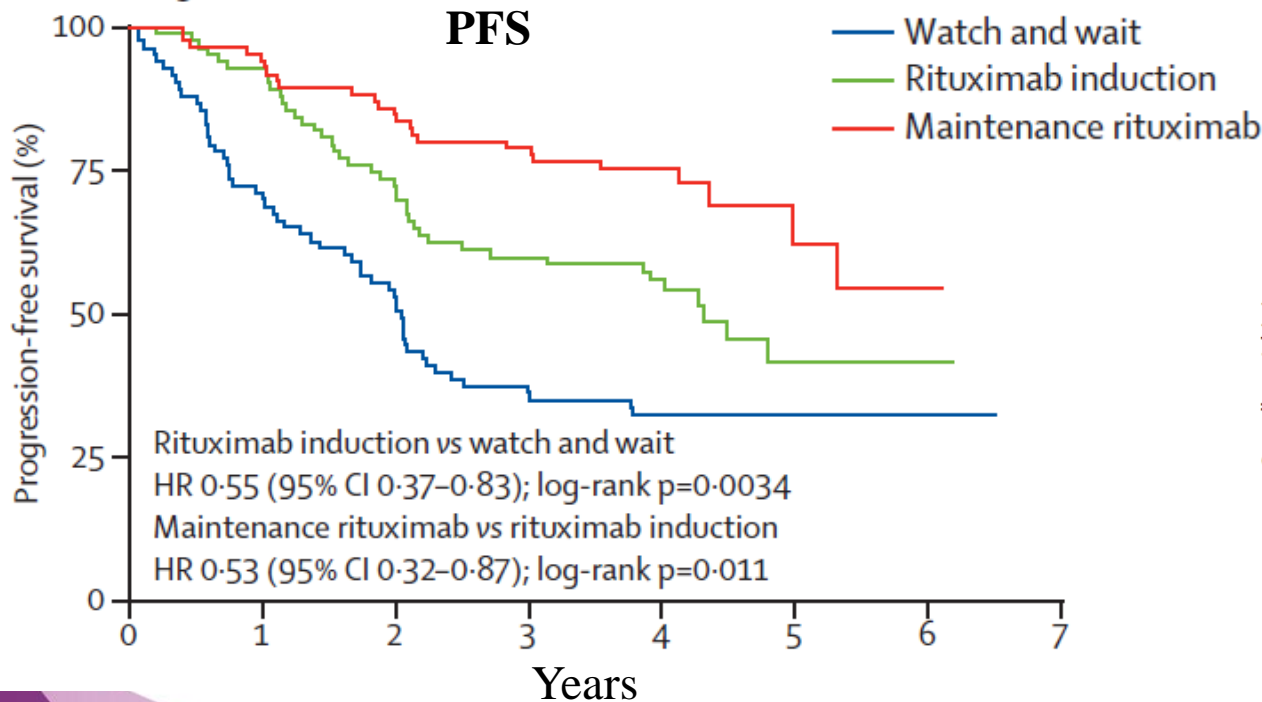 PFS
Watch and wait
Rituximab induction
Maintenance rituximab
Progression-free survival (%)
100
75
50
25
0
Rituximab induction vs watch and wait
HR 0·55 (95% CI 0·37–0·83); log-rank p=0·0034
Maintenance rituximab vs rituximab induction
HR 0·53 (95% CI 0·32–0·87); log-rank p=0·011
0 1 2 3 4 5 6 7
Years